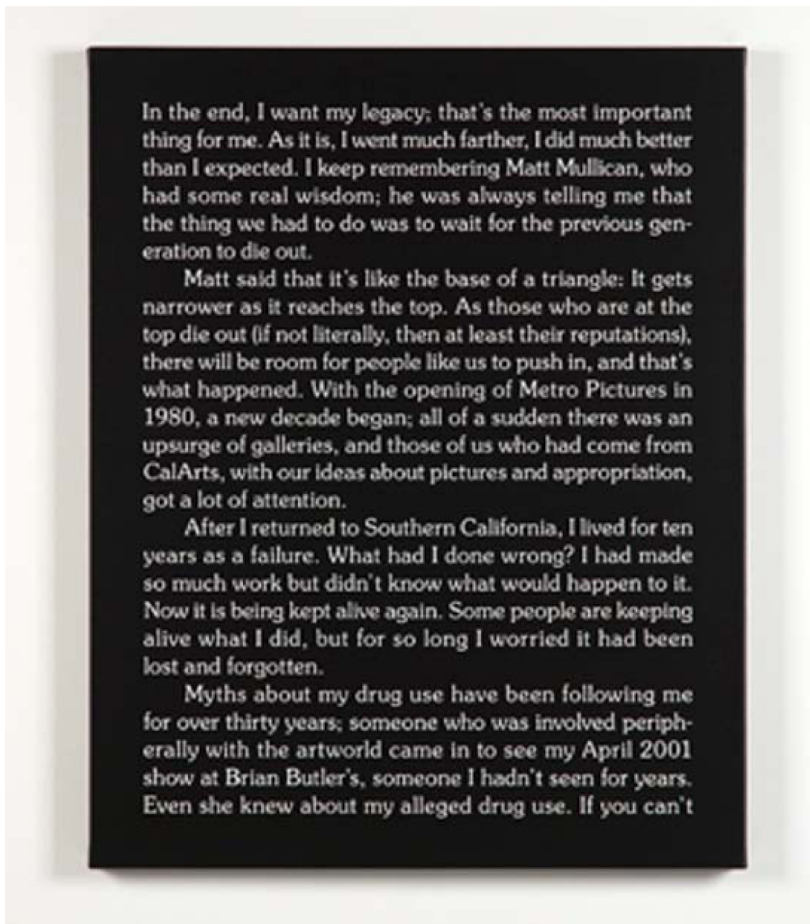 In the end, I want my legacy; that's the most important
thing for me. As it is, I went much farther, I did much better
than I expected. I keep remembering Matt Mullican, who
had some real wisdom; he was always telling me that
the thing we had to do was to wait for the previous gen-
eration to die out.
Matt said that it's like the base of a triangle: It gets
narrower as it reaches the top. As those who are at the
top die out (if not literally, then at least their reputations),
there will be room for people like us to push in, and that's
what happened. With the opening of Metro Pictures in
1980, a new decade began; all of a sudden there was an
upsurge of galleries, and those of us who had come from
CalArts, with our ideas about pictures and appropriation,
got a lot of attention.
After I returned to Southern California, I lived for ten
years as a failure. What had I done wrong? I had made
so much work but didn't know what would happen to it.
Now it is being kept alive again. Some people are keeping
alive what I did, but for so long I worried it had been
lost and forgotten.
Myths about my drug use have been following me
for over thirty years; someone who was involved periph-
erally with the artworld came in to see my April 2001
show at Brian Butler's, someone I hadn't seen for years.
Even she knew about my alleged drug use. If you can't